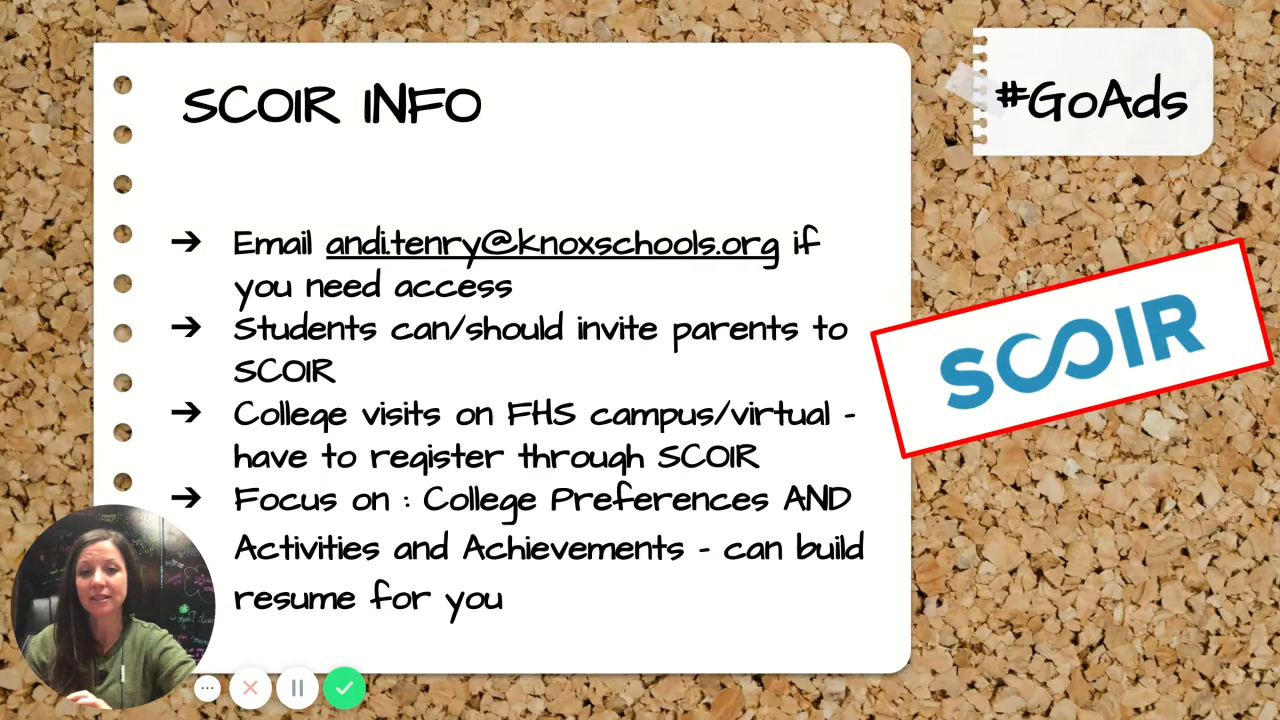 SCOIR INFO
#GoAds
➔ Email andi.tenry@knoxschools.org if
you need access
➔ Students can/should invite parents to
SCOIR
➔ College visits on FHS campus/virtual -
have to register through SCOIR
➔ Focus on : College Preferences AND
Activities and Achievements - can build
resume for you
SCOIR